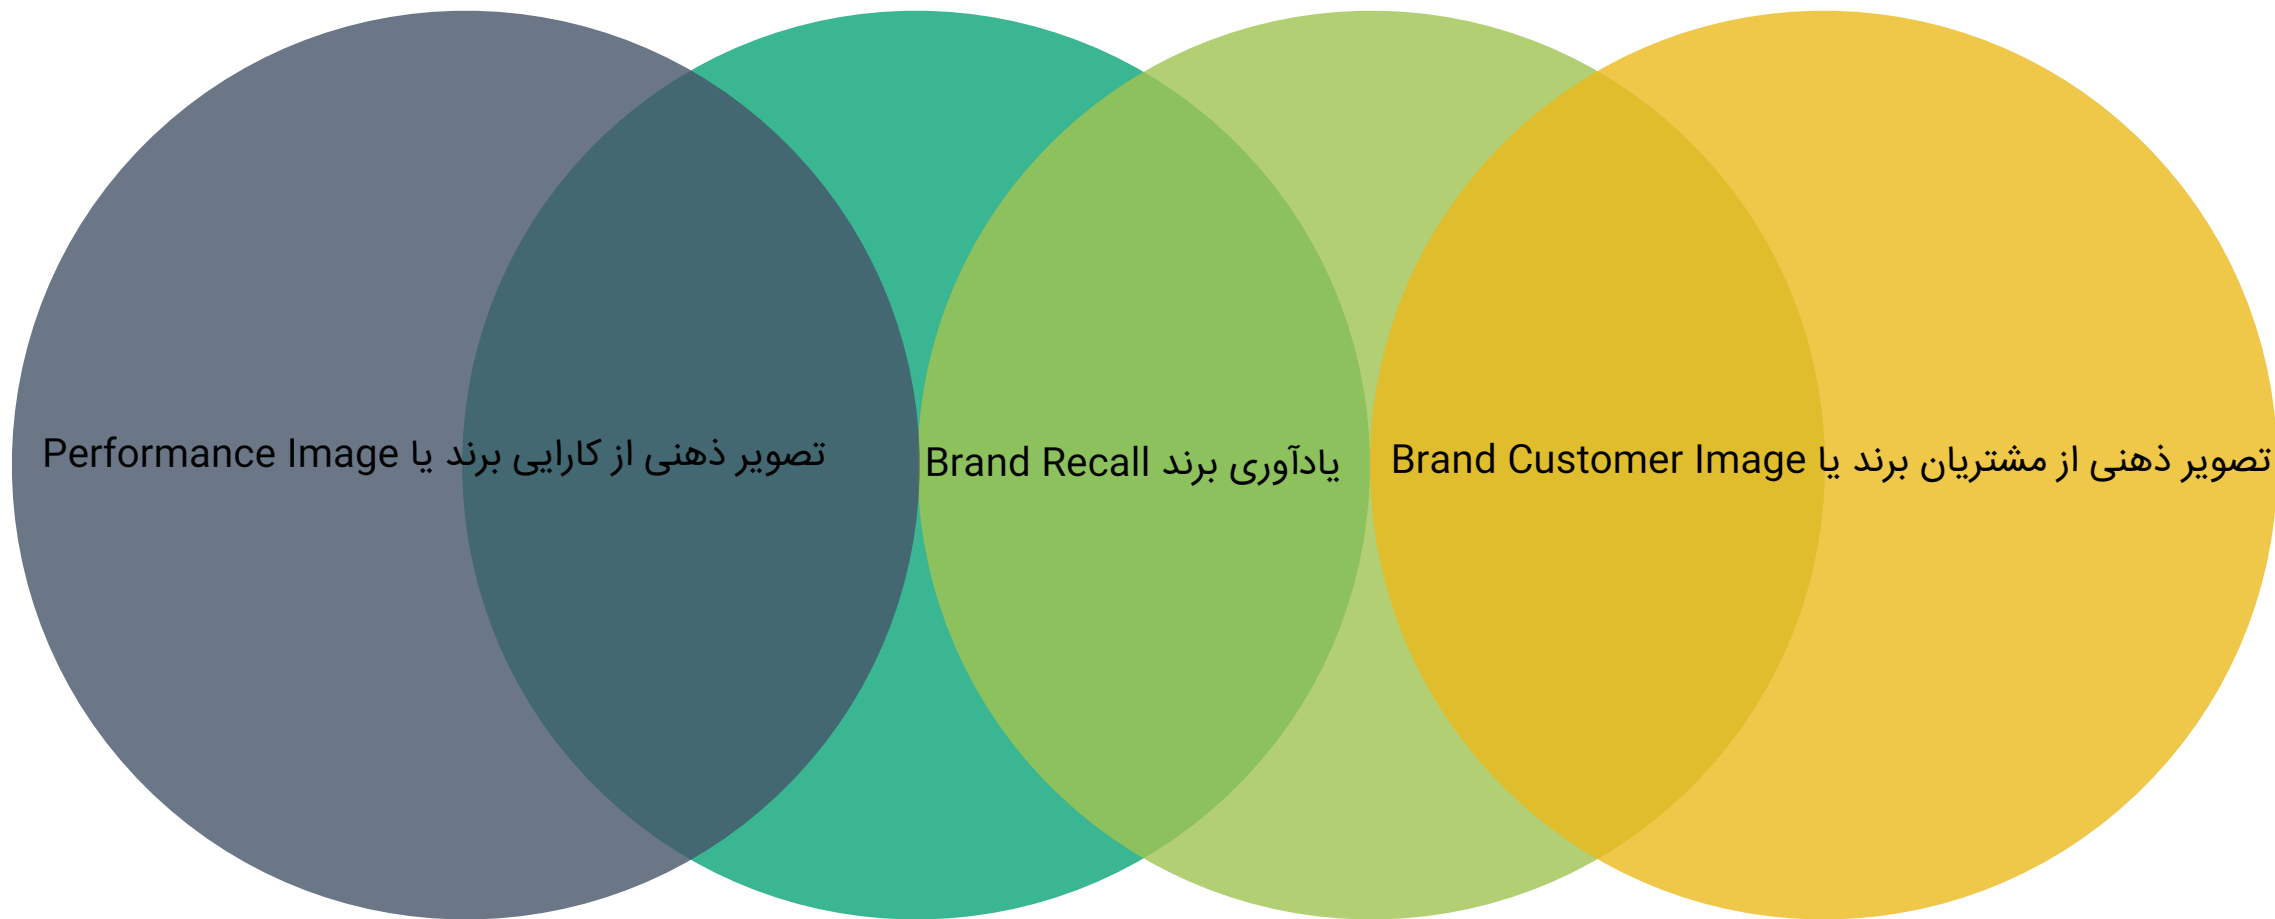 تصویر ذهنی از کارایی برند یا Performance Image
یادآوری برند Brand Recall
تصویر ذهنی از مشتریان برند یا Brand Customer Image